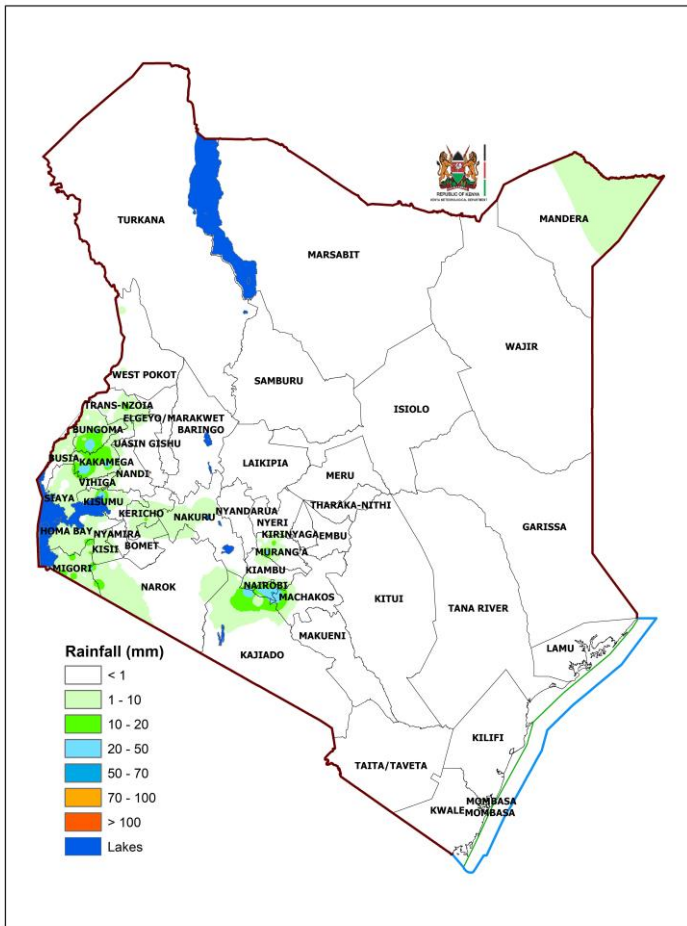 REPUBLIC OF KENYA
KENYA METEOROLOGICAL DEPARTMENT
TURKANA
MANDERA
MARSABIT
WAJIR
WEST POKOT
SAMBURU
ISIOLO
TRANS-NZOIA
ELGEYO/MARAKWET
BUNGOMA
BARINGO
UASIN GISHU
BUSIA
KAKAMEGA
LAIKIPIA
NANDI
MERU
VIHIGA
SIAYA
KISUMU
THARAKA-NITHI
KERICHO
NYANDARUA
NAKURU
NYERI
GARISSA
HOMA BAY
NYAMIRA
KIRINYAGA
EMBU
KISII
BOMET
MURANG'A
MIGORI
KIAMBU
NAROK
NAIROBI
MACHAKOS
KITUI
TANA RIVER
MAKUENI
LAMU
KAJIADO
KILIFI
TAITA/TAVETA
MOMBASA
KWALE
MOMBASA
Rainfall (mm)
< 1
1 - 10
10 - 20
20 - 50
50 - 70
70 - 100
> 100
Lakes